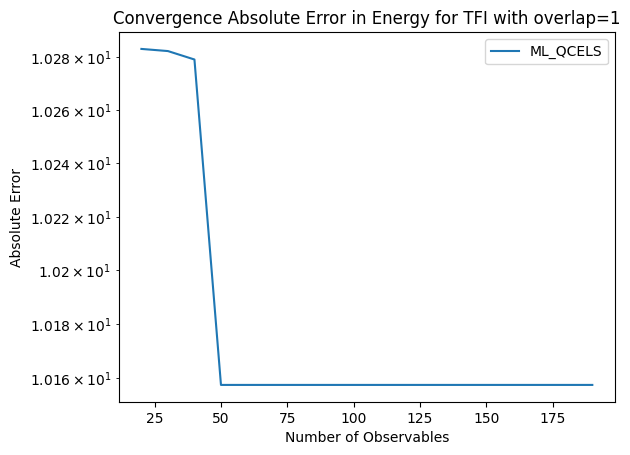 Convergence Absolute Error in Energy for TFI with overlap=1
ML_QCELS
1.028 × 10¹
1.026 × 10¹
1.024 × 10¹
1.022 × 10¹
1.02 × 10¹
1.018 × 10¹
1.016 × 10¹
Absolute Error
25 50 75 100 125 150 175
Number of Observables